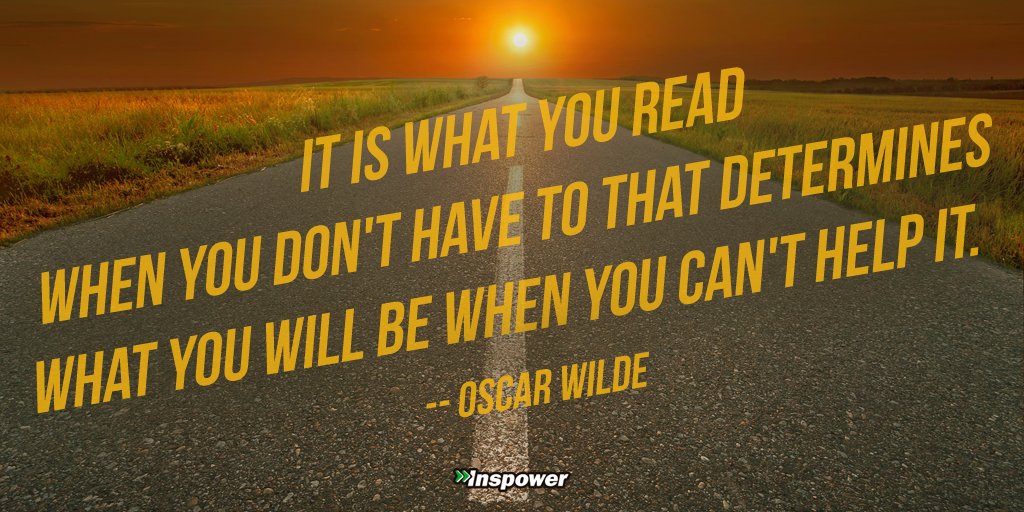 IT IS WHAT YOU READ
WHEN YOU DON'T HAVE TO THAT DETERMINES
WHAT YOU WILL BE WHEN YOU CAN'T HELP IT.
-- OSCAR WILDE
Inspower